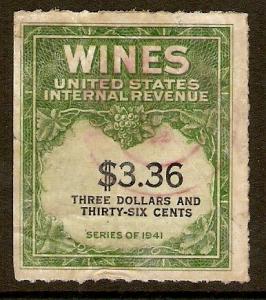 WINES
UNITED STATES
INTERNAL REVENUE
$3.36
THREE DOLLARS AND
THIRTY-SIX CENTS
SERIES OF 1941